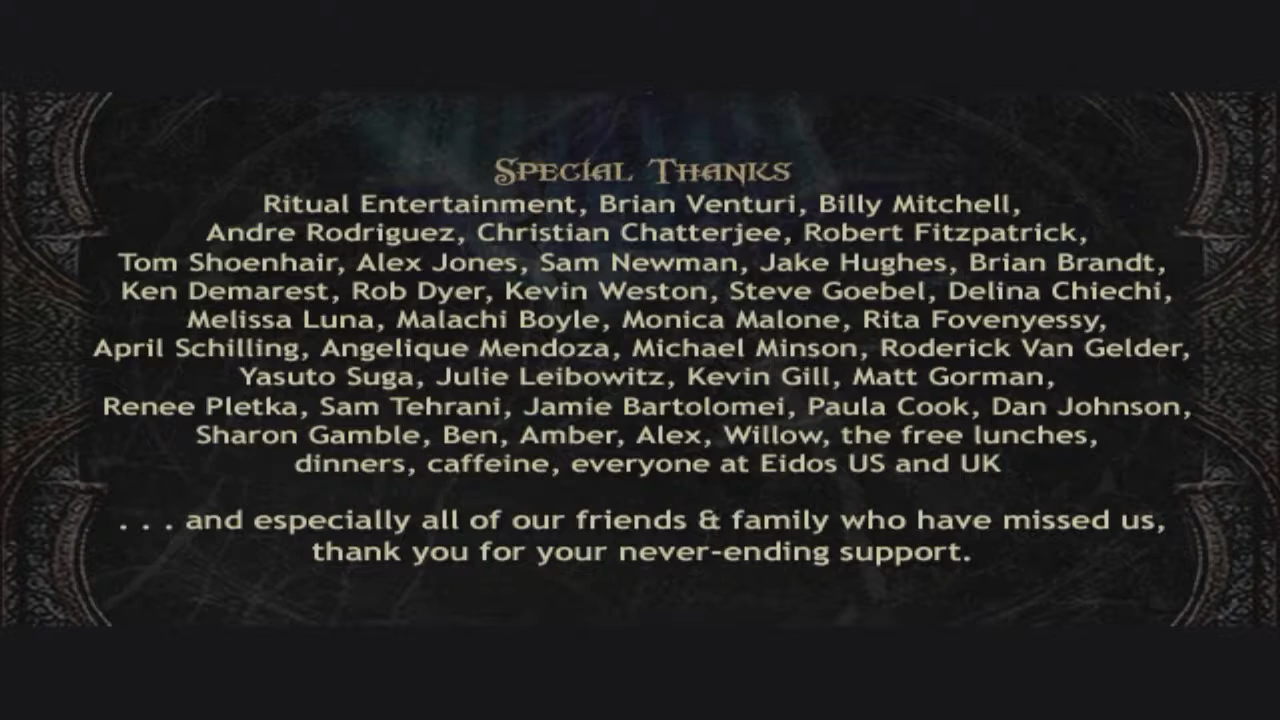 Special Thanks
Ritual Entertainment, Brian Venturi, Billy Mitchell,
Andre Rodriguez, Christian Chatterjee, Robert Fitzpatrick,
Tom Shoenhair, Alex Jones, Sam Newman, Jake Hughes, Brian Brandt,
Ken Demarest, Rob Dyer, Kevin Weston, Steve Goebel, Delina Chiechi,
Melissa Luna, Malachi Boyle, Monica Malone, Rita Fovenyessy,
April Schilling, Angelique Mendoza, Michael Minson, Roderick Van Gelder,
Yasuto Suga, Julie Leibowitz, Kevin Gill, Matt Gorman,
Renee Pletka, Sam Tehrani, Jamie Bartolomei, Paula Cook, Dan Johnson,
Sharon Gamble, Ben, Amber, Alex, Willow, the free lunches,
dinners, caffeine, everyone at Eidos US and UK
. . . and especially all of our friends & family who have missed us,
thank you for your never-ending support.